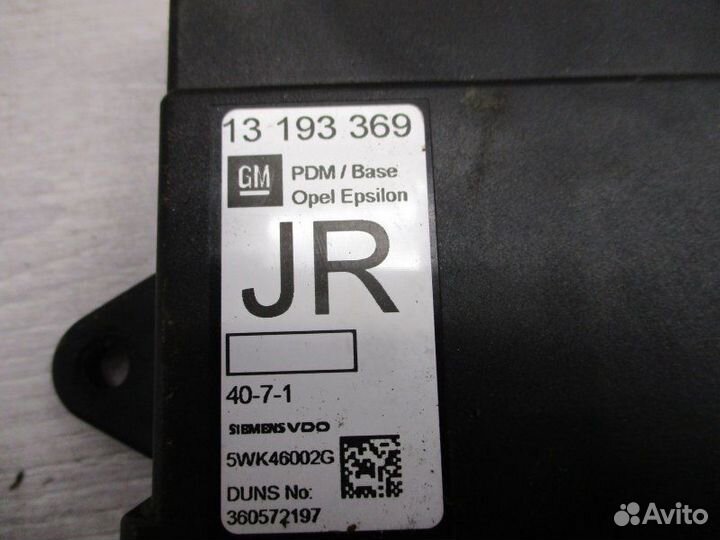 13 193 369
GM PDM / Base
Opel Epsilon
JR
40-7-1
SIEMENS VDO
5WK46002G
DUNS No:
360572197
Avito